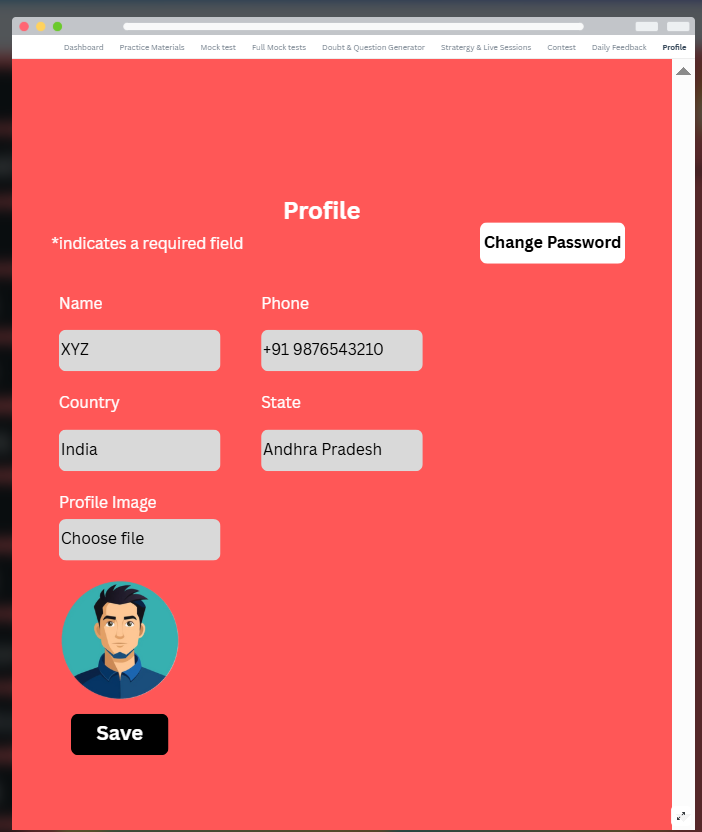 Dashboard Practice Materials Mock test Full Mock tests Doubt & Question Generator Stratergy & Live Sessions Contest Daily Feedback Profile
Profile
*indicates a required field
Change Password
Name Phone
XYZ +91 9876543210
Country State
India Andhra Pradesh
Profile Image
Choose file
Save